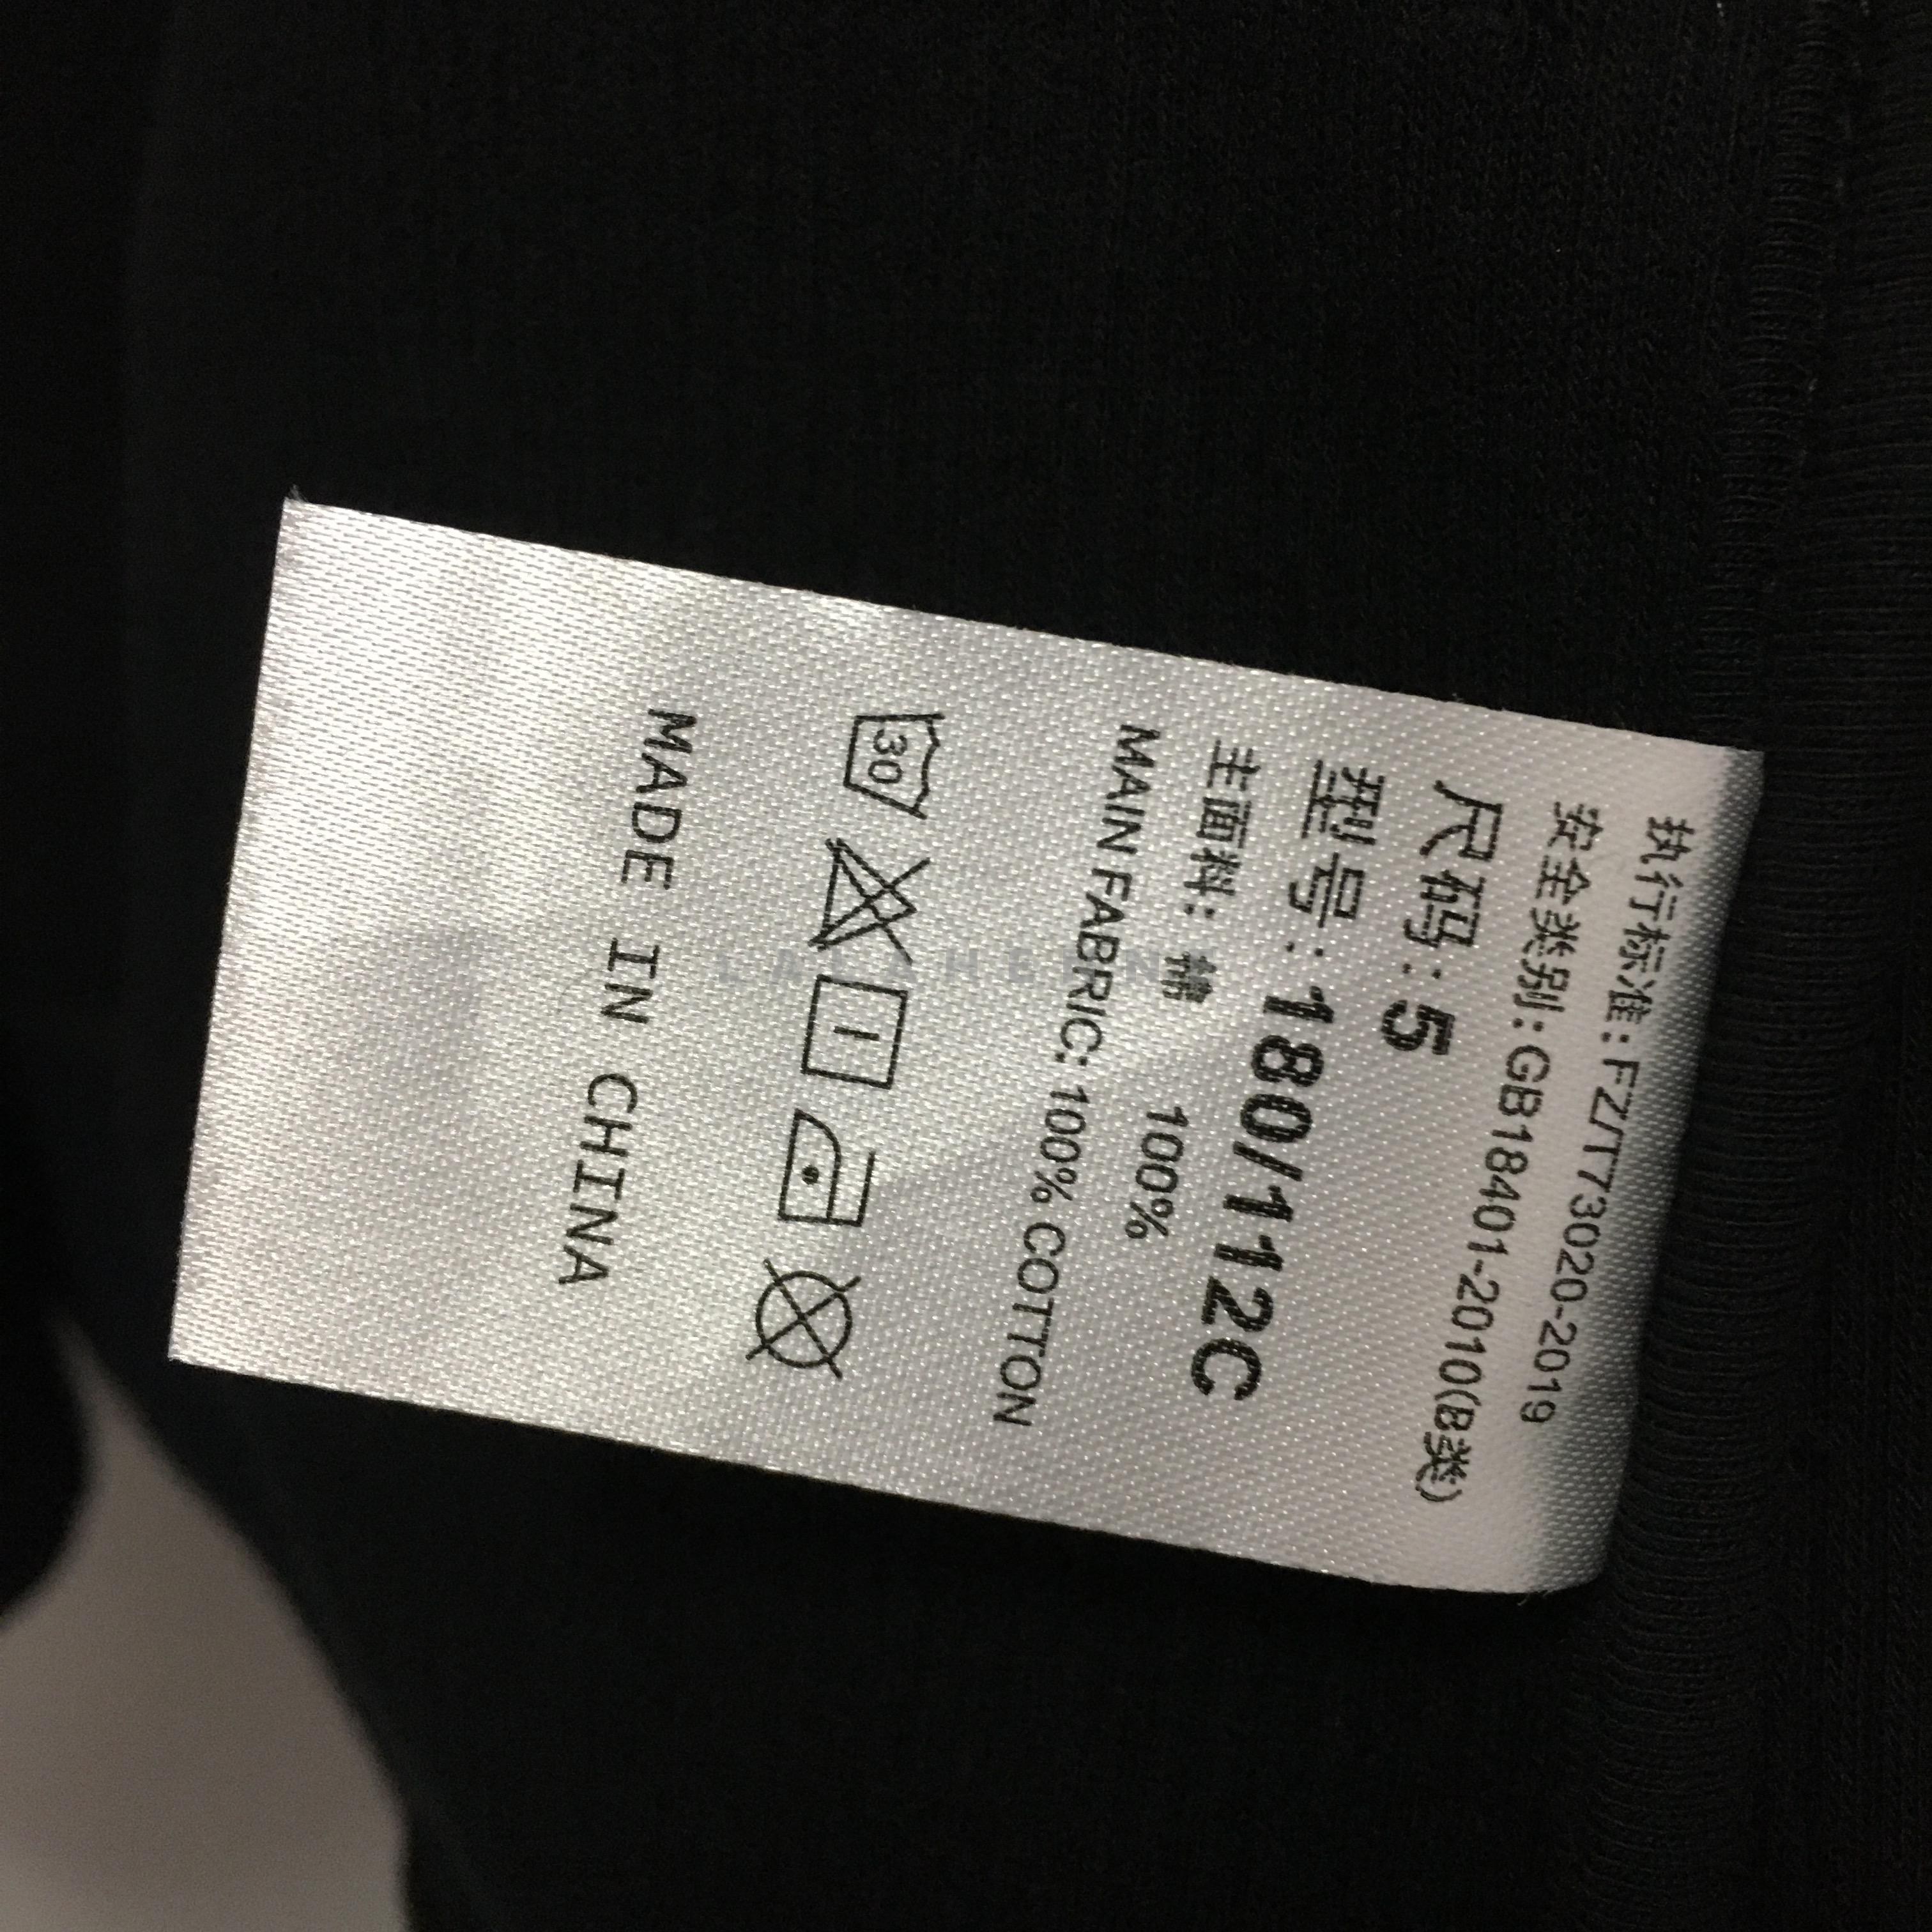 执行标准: FZ/T73020-2019
安全类别: GB18401-2010(B类)
尺码: 5
型号: 180/112C
主面料: 棉 100%
MAIN FABRIC: 100% COTTON
30
MADE IN CHINA